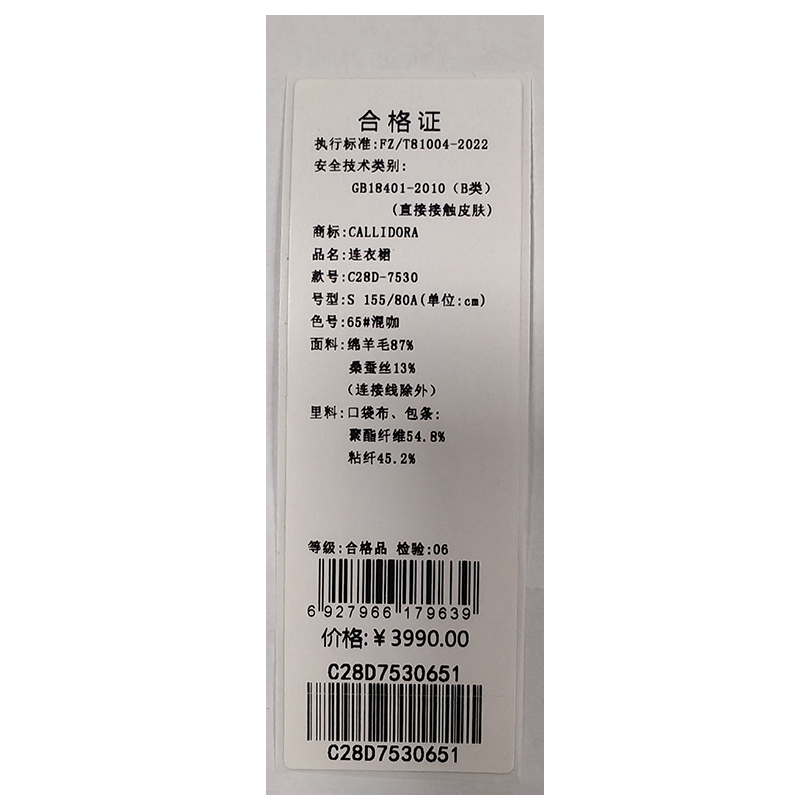 合格证
执行标准:FZ/T81004-2022
安全技术类别:
GB18401-2010（B类）
(直接接触皮肤)
商标:CALLIDORA
品名:连衣裙
款号:C28D-7530
号型:S 155/80A(单位:cm)
色号:65#混咖
面料:绵羊毛87%
桑蚕丝13%
（连接线除外）
里料:口袋布、包条:
聚酯纤维54.8%
粘纤45.2%
等级:合格品 检验:06
6 927966 179639
价格:￥3990.00
C28D7530651
C28D7530651